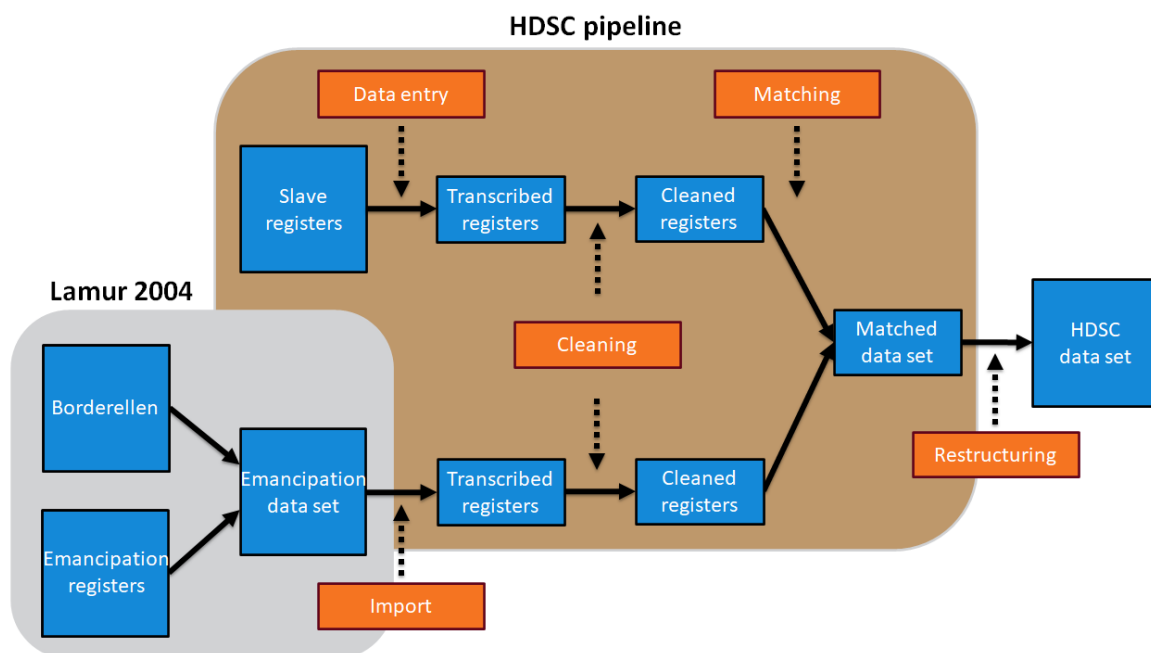 HDSC pipeline
Data entry
Matching
Slave
registers
Transcribed
registers
Cleaned
registers
Lamur 2004
Cleaning
Matched
data set
HDSC
data set
Borderellen
Emancipation
data set
Transcribed
registers
Cleaned
registers
Restructuring
Emancipation
registers
Import